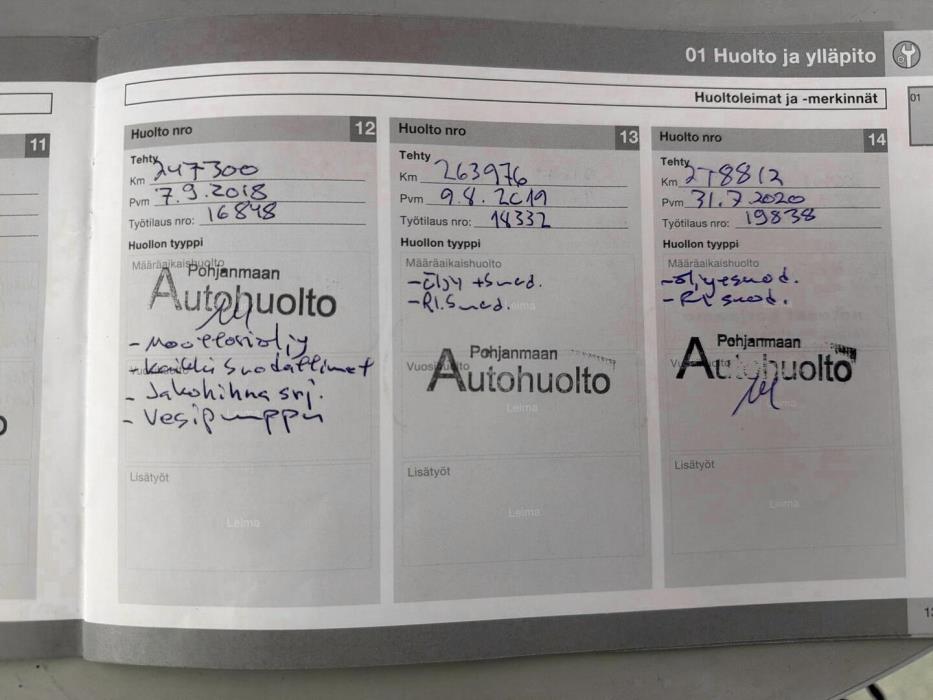 01 Huolto ja ylläpito
01
Huoltoleimat ja -merkinnät
11
Huolto nro 12
Tehty
Km 247300
Pvm 7.9.2018
Työtilaus nro: 16848
Huollon tyyppi
Määräaikaishuolto
Pohjanmaan
Autohuolto
- Moottoriöljy
- kaikki suodattimet
- Jakohihna srj.
- Vesipumppu
Lisätyöt
Leima
Huolto nro 13
Tehty
Km 263976
Pvm 9.8.2019
Työtilaus nro: 18332
Huollon tyyppi
Määräaikaishuolto
- Öljy + Suod.
- RI.Suod.
Pohjanmaan
Vuosihuolto
Autohuolto
Leima
Lisätyöt
Leima
Huolto nro 14
Tehty
Km 278812
Pvm 31.7.2020
Työtilaus nro: 19838
Huollon tyyppi
Määräaikaishuolto
- RI suod.
Pohjanmaan
Autohuolto
Lisätyöt
Leima